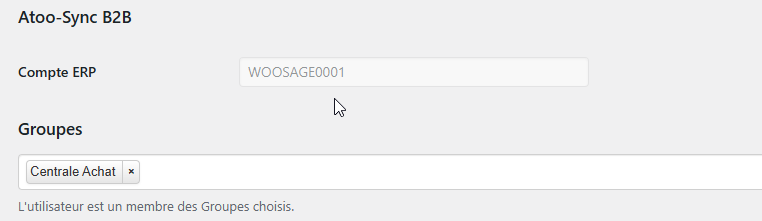 Atoo-Sync B2B
Compte ERP WOOSAGE0001
Groupes
Centrale Achat ×
L'utilisateur est un membre des Groupes choisis.